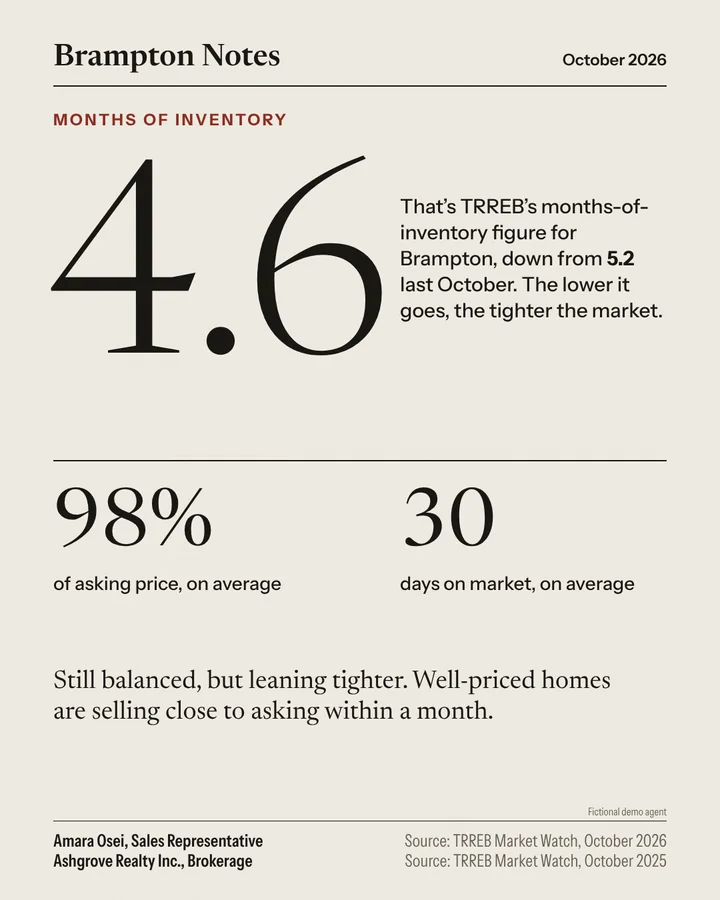 Brampton Notes
October 2026
MONTHS OF INVENTORY
4.6
That’s TRREB’s months-of-
inventory figure for
Brampton, down from 5.2
last October. The lower it
goes, the tighter the market.
98%
of asking price, on average
30
days on market, on average
Still balanced, but leaning tighter. Well-priced homes
are selling close to asking within a month.
Fictional demo agent
Amara Osei, Sales Representative
Ashgrove Realty Inc., Brokerage
Source: TRREB Market Watch, October 2026
Source: TRREB Market Watch, October 2025